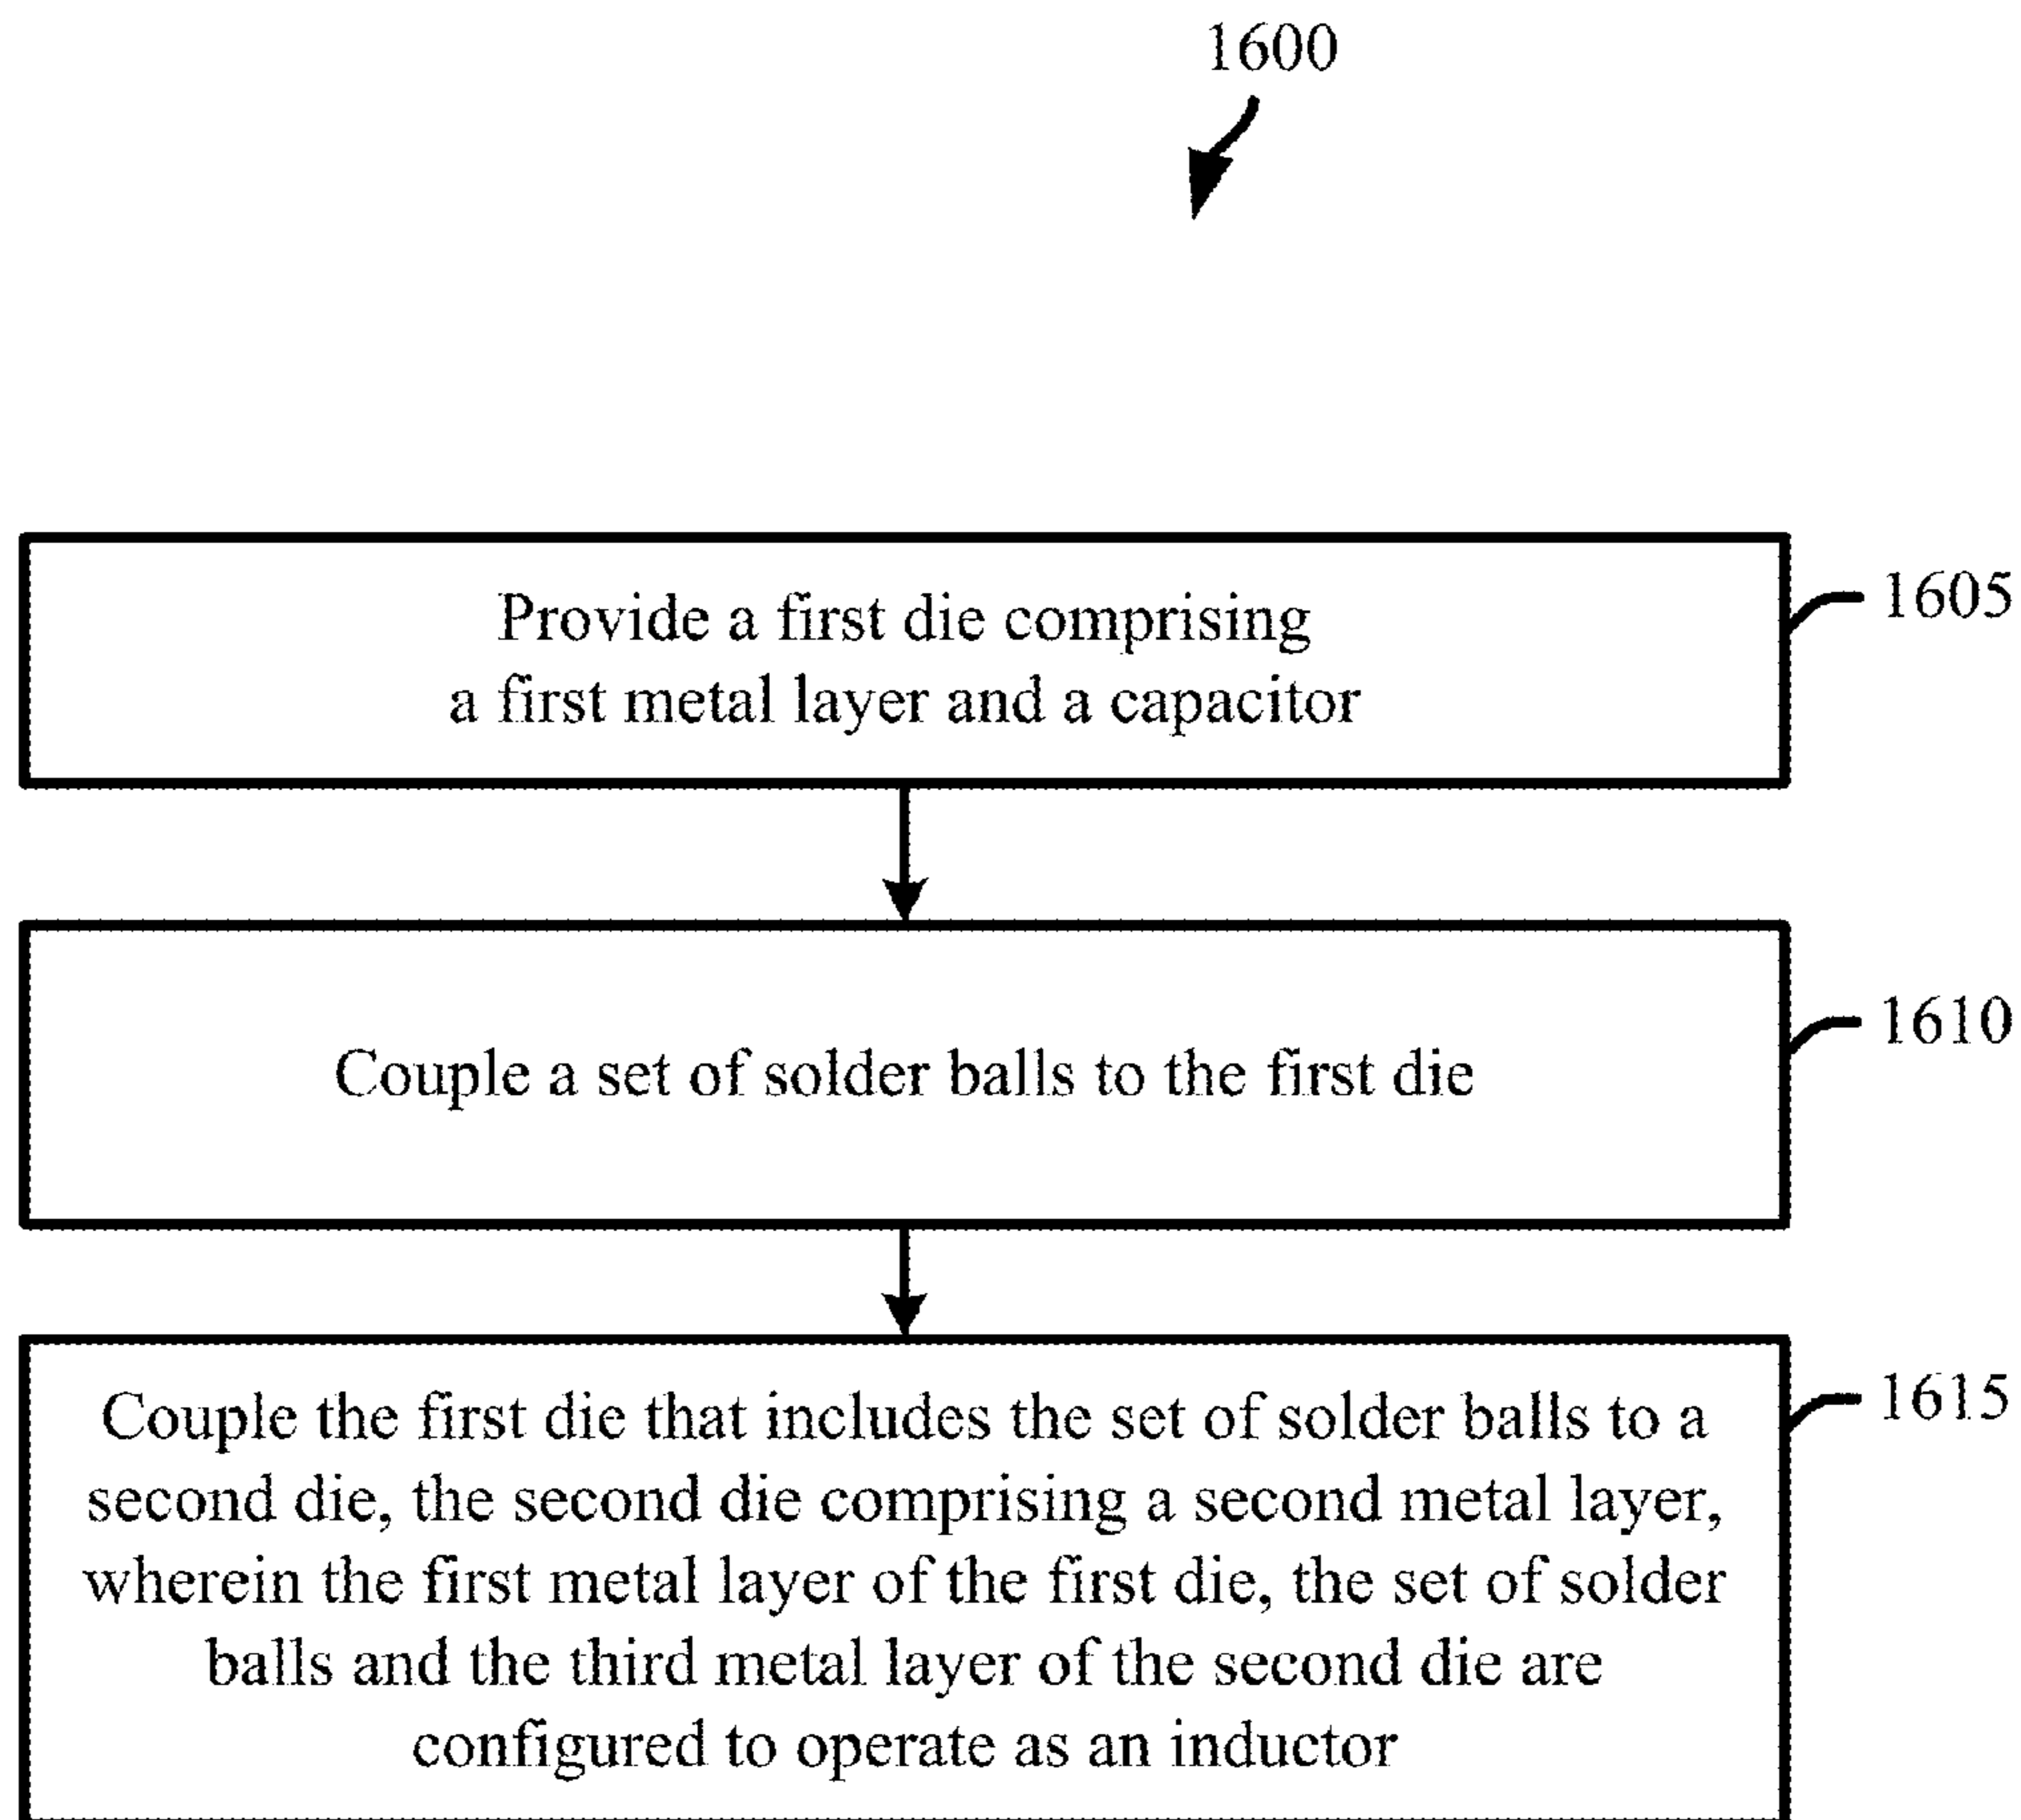 1600
Provide a first die comprising
a first metal layer and a capacitor
1605
Couple a set of solder balls to the first die
1610
Couple the first die that includes the set of solder balls to a
second die, the second die comprising a second metal layer,
wherein the first metal layer of the first die, the set of solder
balls and the third metal layer of the second die are
configured to operate as an inductor
1615